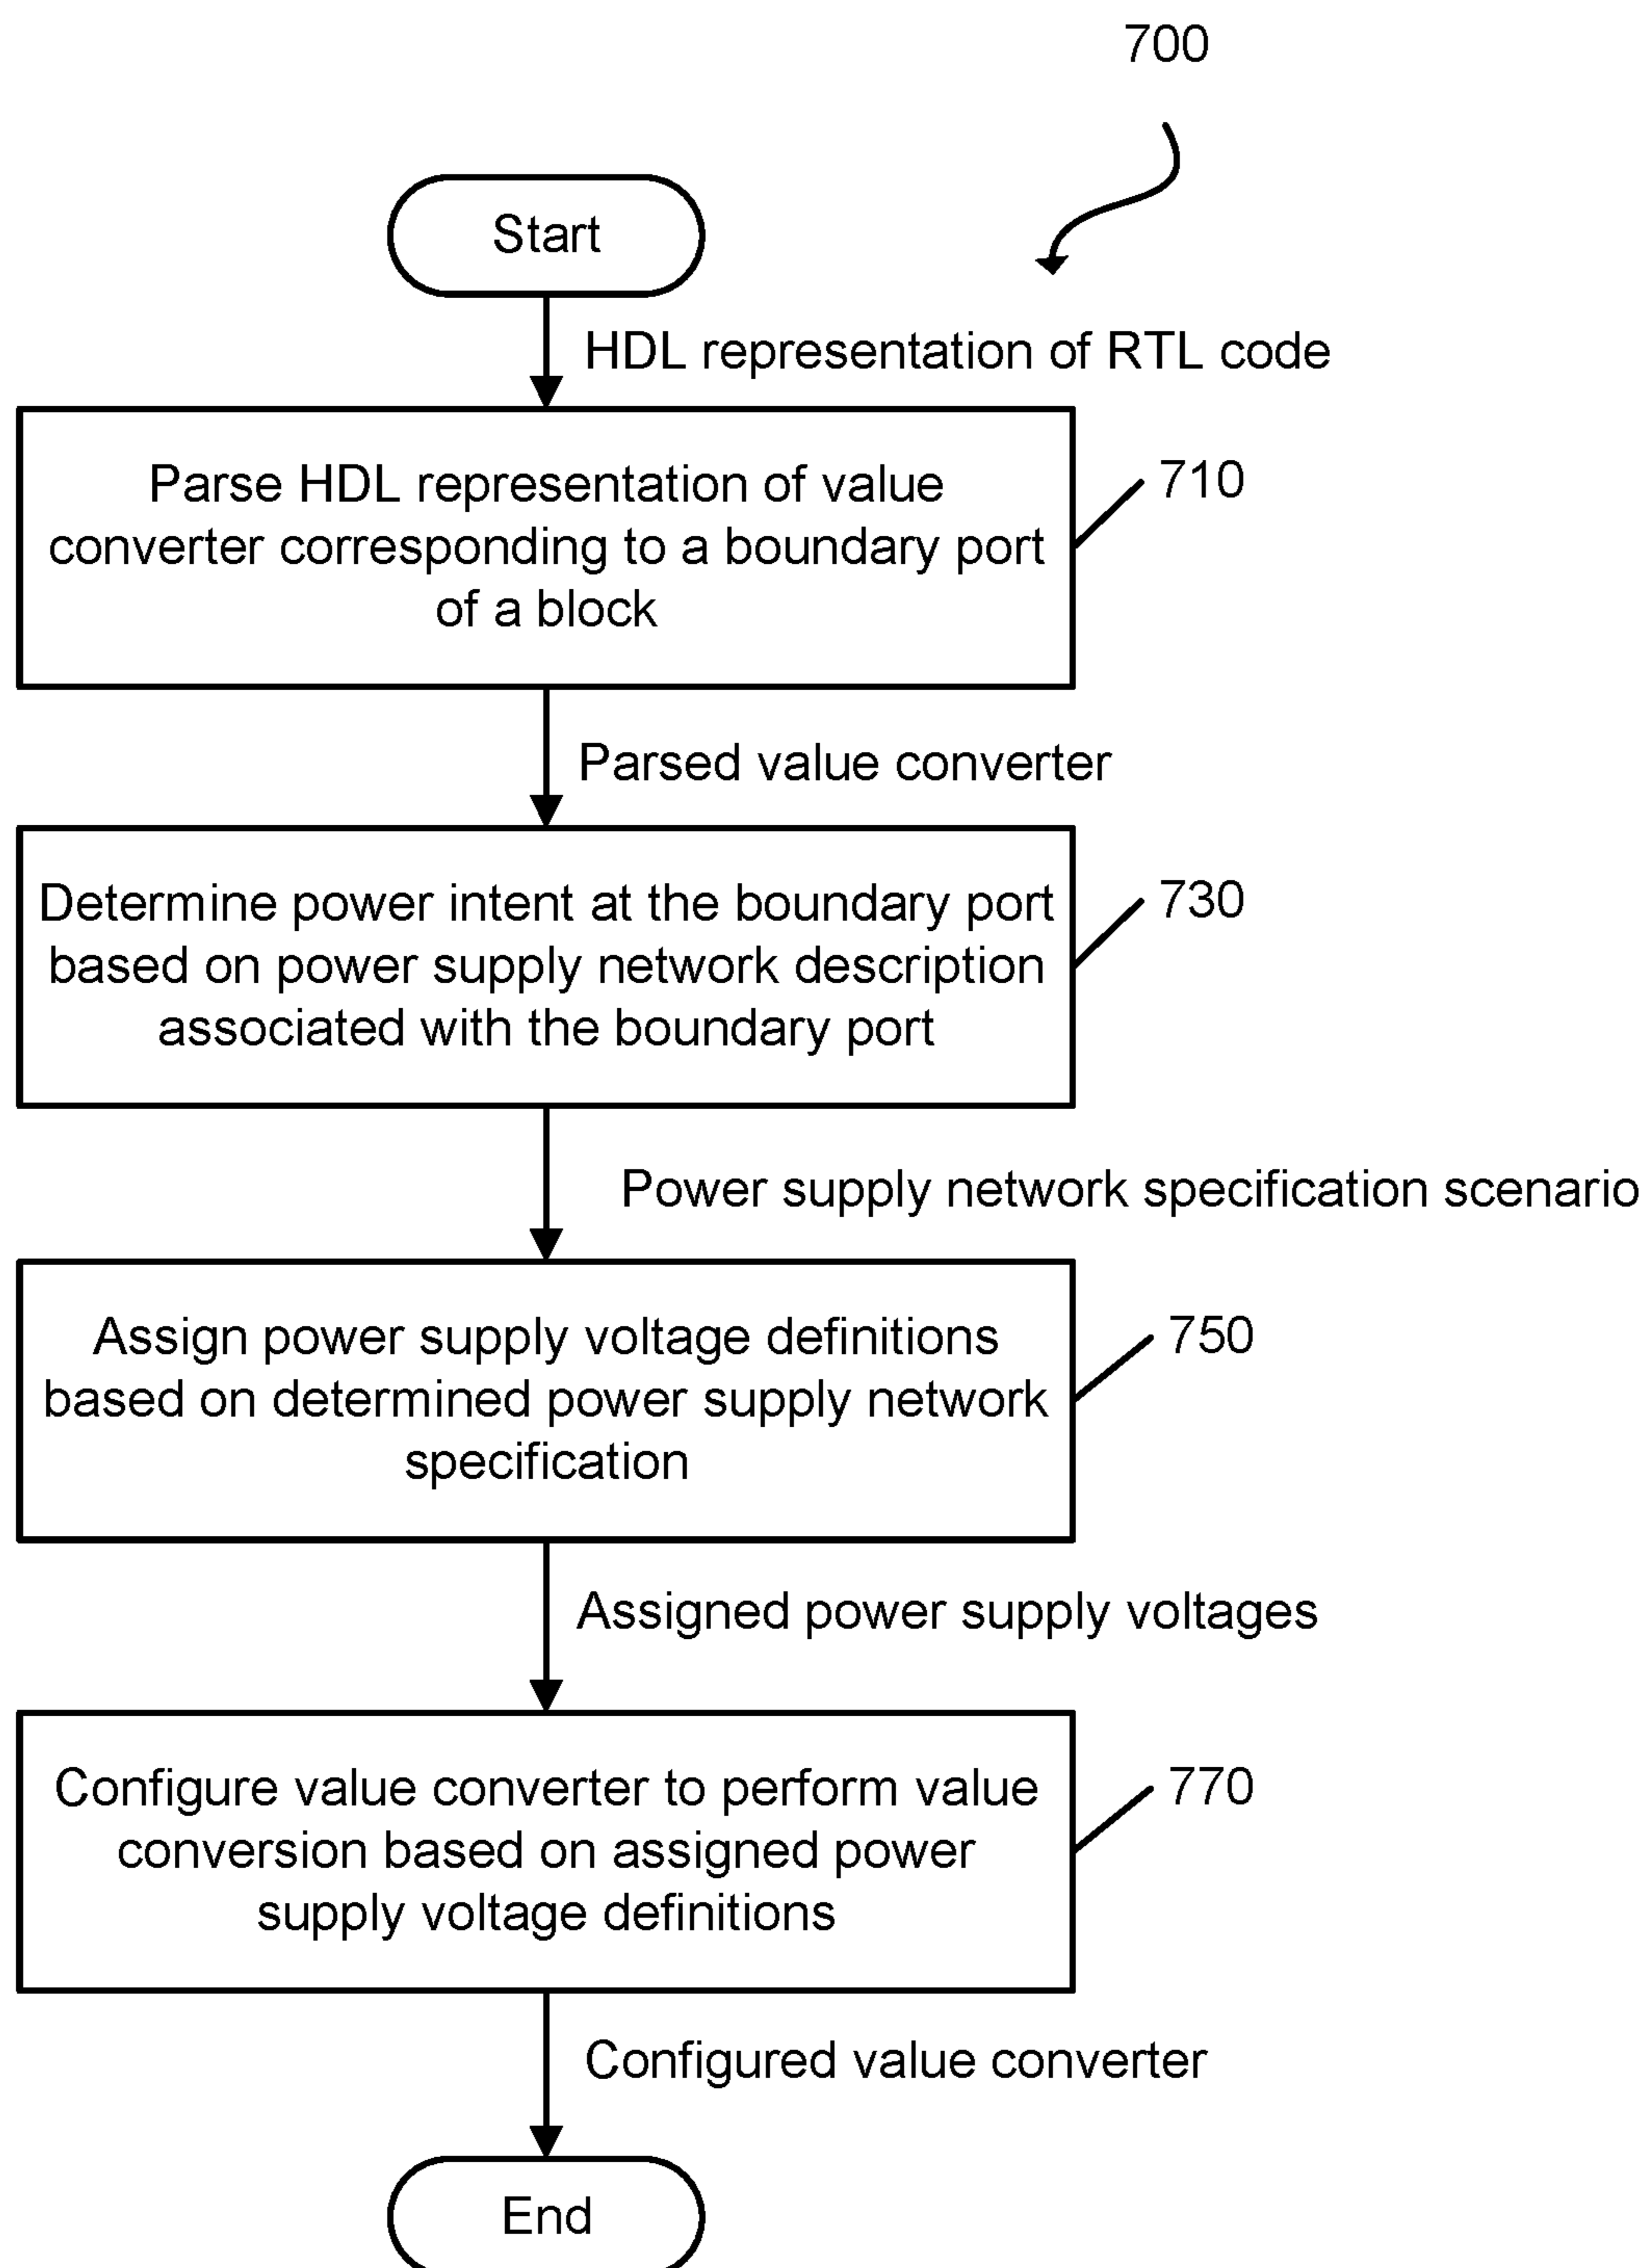 700
Start
HDL representation of RTL code
Parse HDL representation of value
converter corresponding to a boundary port
of a block
710
Parsed value converter
Determine power intent at the boundary port
based on power supply network description
associated with the boundary port
730
Power supply network specification scenario
Assign power supply voltage definitions
based on determined power supply network
specification
750
Assigned power supply voltages
Configure value converter to perform value
conversion based on assigned power
supply voltage definitions
770
Configured value converter
End